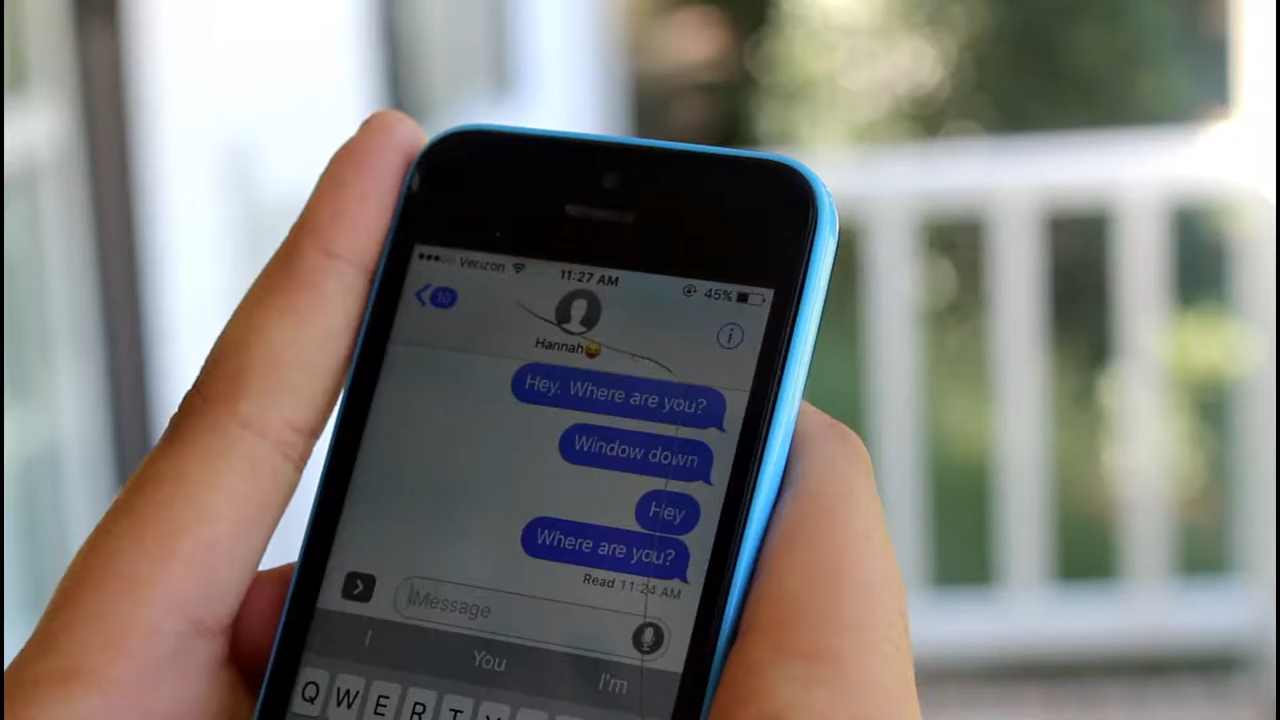 Verizon 11:27 AM 45%
10
Hannah
Hey. Where are you?
Window down
Hey
Where are you?
Read 11:24 AM
Message
I You I'm
Q W E R T Y